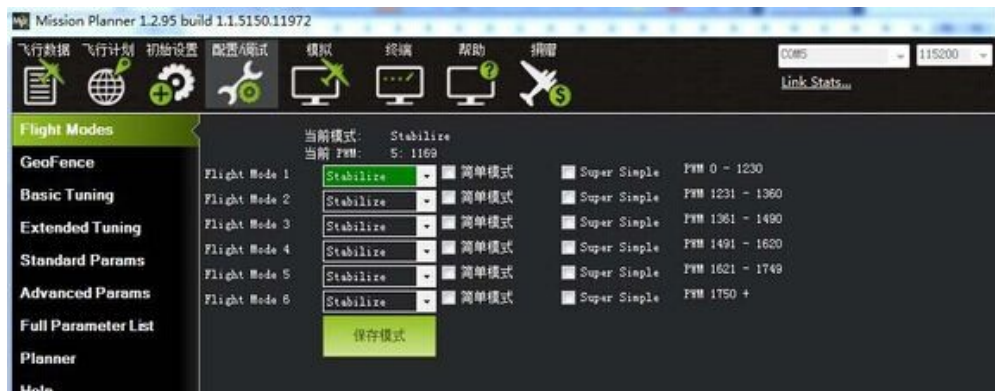 Mission Planner 1.2.95 build 1.1.5150.11972
飞行数据 飞行计划 初始设置 配置/调试 模拟 终端 帮助 捐赠
COM5 115200
Link Stats...
Flight Modes
GeoFence
Basic Tuning
Extended Tuning
Standard Params
Advanced Params
Full Parameter List
Planner
Help
当前模式: Stabilize
当前 PWM: 5: 1169
Flight Mode 1 Stabilize 简单模式 Super Simple PWM 0 - 1230
Flight Mode 2 Stabilize 简单模式 Super Simple PWM 1231 - 1360
Flight Mode 3 Stabilize 简单模式 Super Simple PWM 1361 - 1490
Flight Mode 4 Stabilize 简单模式 Super Simple PWM 1491 - 1620
Flight Mode 5 Stabilize 简单模式 Super Simple PWM 1621 - 1749
Flight Mode 6 Stabilize 简单模式 Super Simple PWM 1750 +
保存模式